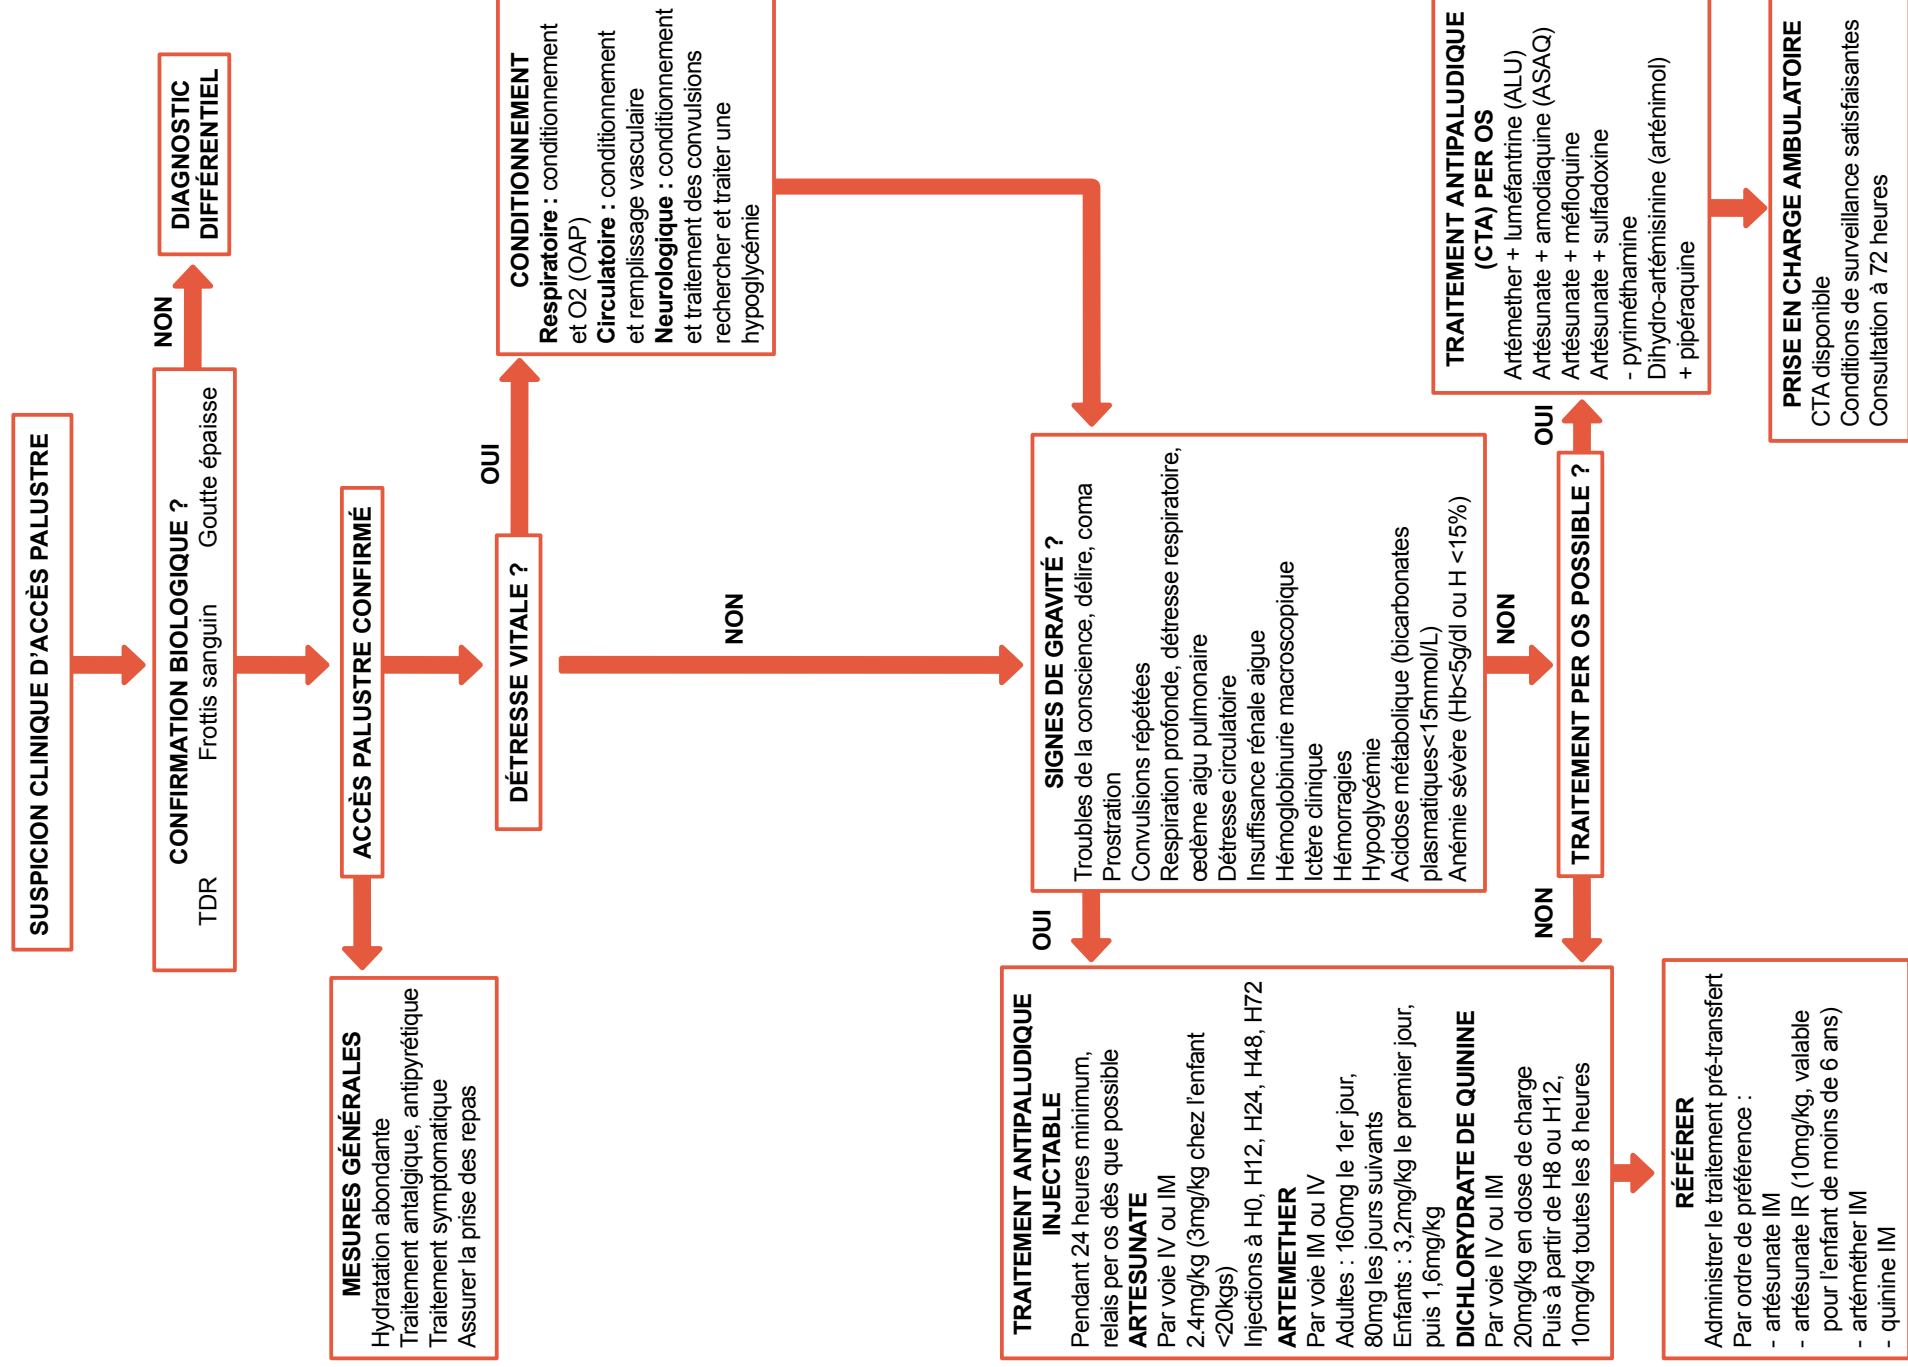 SUSPICION CLINIQUE D'ACCÈS PALUSTRE
CONFIRMATION BIOLOGIQUE ?
TDR Frottis sanguin Goutte épaisse
NON
DIAGNOSTIC
DIFFÉRENTIEL
ACCÈS PALUSTRE CONFIRMÉ
MESURES GÉNÉRALES
Hydratation abondante
Traitement antalgique, antipyrétique
Traitement symptomatique
Assurer la prise des repas
DÉTRESSE VITALE ?
OUI
CONDITIONNEMENT
Respiratoire : conditionnement
et O2 (OAP)
Circulatoire : conditionnement
et remplissage vasculaire
Neurologique : conditionnement
et traitement des convulsions
rechercher et traiter une
hypoglycémie
NON
SIGNES DE GRAVITÉ ?
Troubles de la conscience, délire, coma
Prostration
Convulsions répétées
Respiration profonde, détresse respiratoire,
œdème aigu pulmonaire
Détresse circulatoire
Insuffisance rénale aigue
Hémoglobinurie macroscopique
Ictère clinique
Hémorragies
Hypoglycémie
Acidose métabolique (bicarbonates
plasmatiques<15mmol/L)
Anémie sévère (Hb<5g/dl ou H <15%)
OUI
TRAITEMENT ANTIPALUDIQUE
INJECTABLE
Pendant 24 heures minimum,
relais per os dès que possible
ARTESUNATE
Par voie IV ou IM
2.4mg/kg (3mg/kg chez l'enfant
<20kgs)
Injections à H0, H12, H24, H48, H72
ARTEMETHER
Par voie IM ou IV
Adultes : 160mg le 1er jour,
80mg les jours suivants
Enfants : 3,2mg/kg le premier jour,
puis 1,6mg/kg
DICHLORYDRATE DE QUININE
Par voie IV ou IM
20mg/kg en dose de charge
Puis à partir de H8 ou H12,
10mg/kg toutes les 8 heures
NON
TRAITEMENT PER OS POSSIBLE ?
NON
OUI
TRAITEMENT ANTIPALUDIQUE
(CTA) PER OS
Artémether + luméfantrine (ALU)
Artésunate + amodiaquine (ASAQ)
Artésunate + méfloquine
Artésunate + sulfadoxine
- pyriméthamine
Dihydro-artémisinine (arténimol)
+ pipéraquine
RÉFÉRER
Administrer le traitement pré-transfert
Par ordre de préférence :
- artésunate IM
- artésunate IR (10mg/kg, valable
pour l'enfant de moins de 6 ans)
- arteméther IM
- quinine IM
PRISE EN CHARGE AMBULATOIRE
CTA disponible
Conditions de surveillance satisfaisantes
Consultation à 72 heures